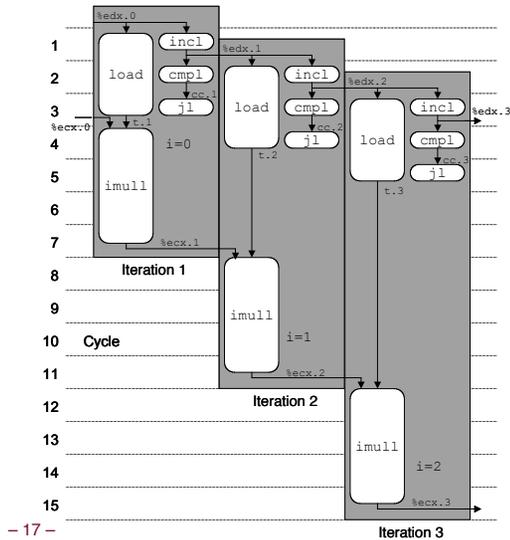 %edx.0
1
incl
%edx.1
load
2
cmpl
incl
%edx.2
cc.1
load
3
jl
cmpl
incl
%edx.3
%ecx.0
t.1
cc.2
load
4
i=0
jl
cmpl
t.2
cc.3
5
jl
imull
t.3
6
7
%ecx.1
8
Iteration 1
9
imull
10
Cycle
i=1
11
%ecx.2
12
Iteration 2
13
imull
14
i=2
15
%ecx.3
– 17 –
Iteration 3